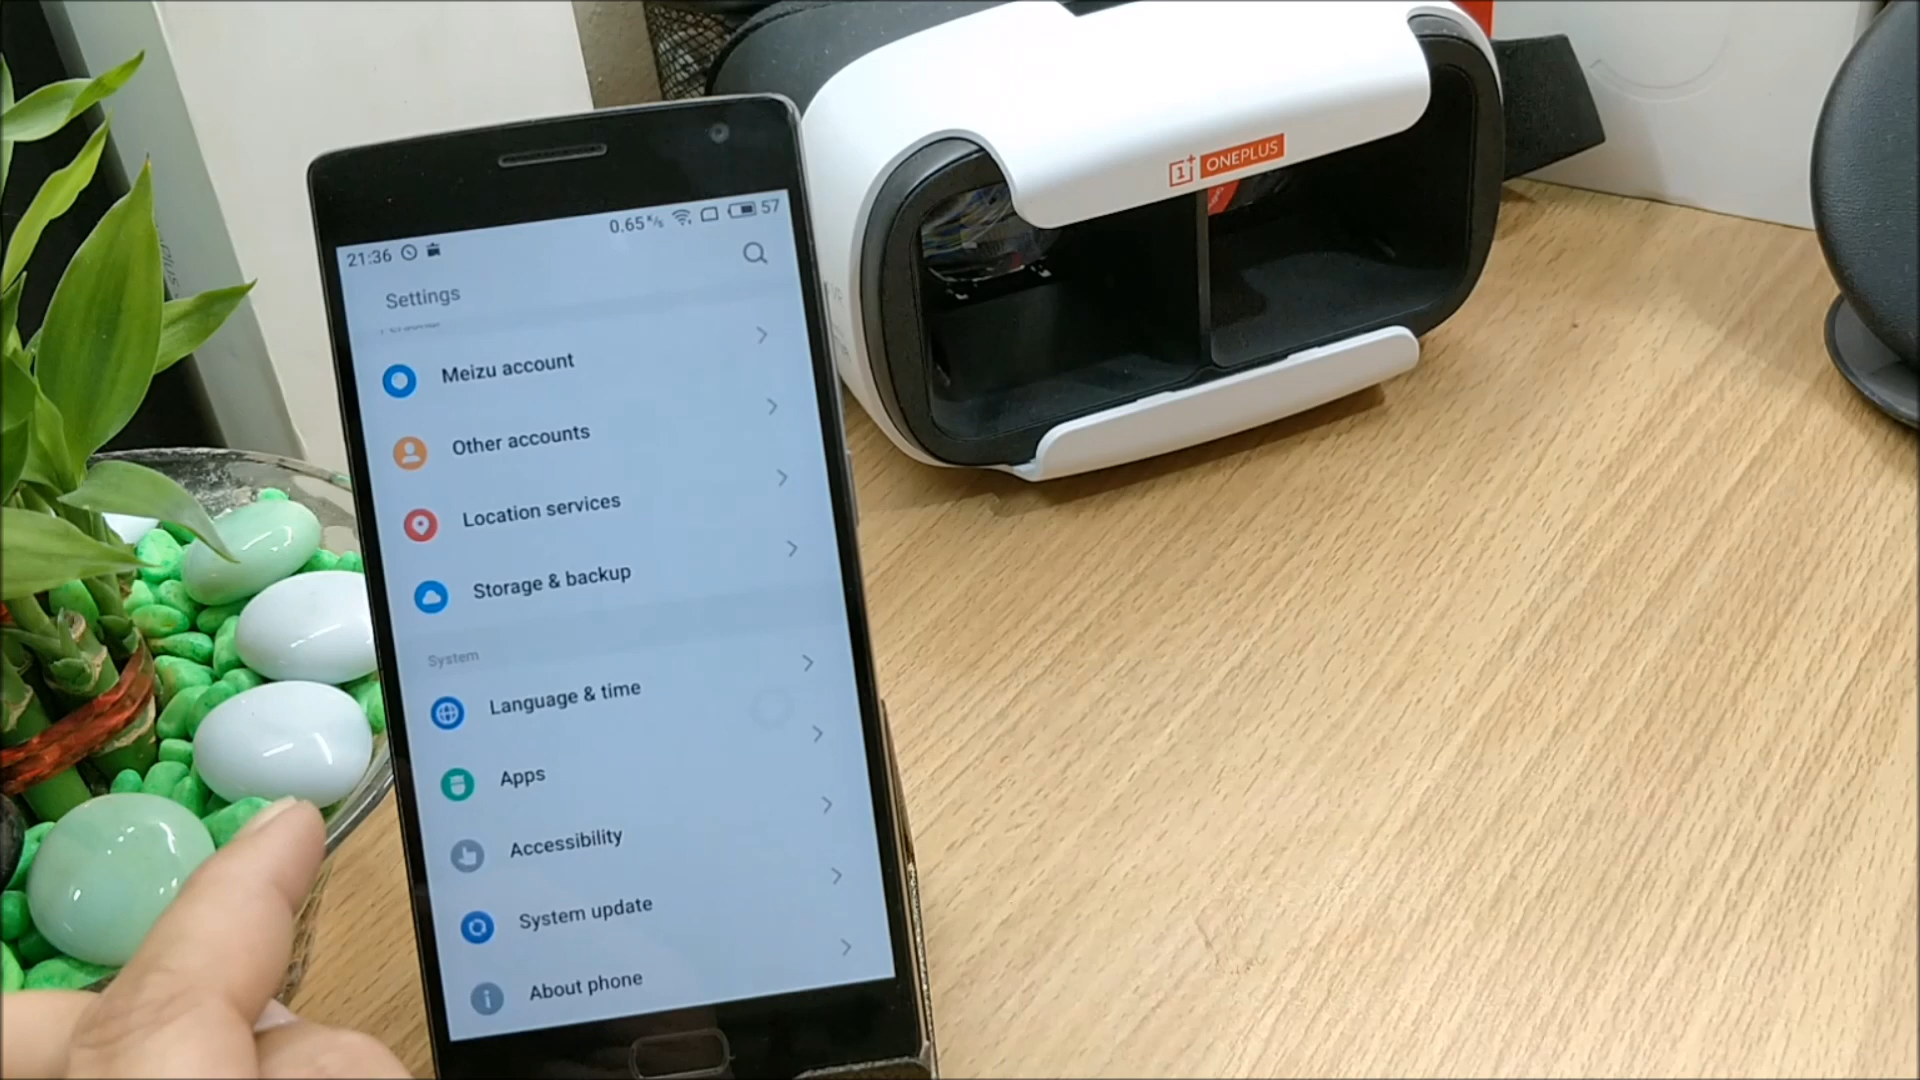 1+ ONEPLUS
21:36 0.65 K/s 57
Settings
Meizu account
Other accounts
Location services
Storage & backup
System
Language & time
Apps
Accessibility
System update
About phone